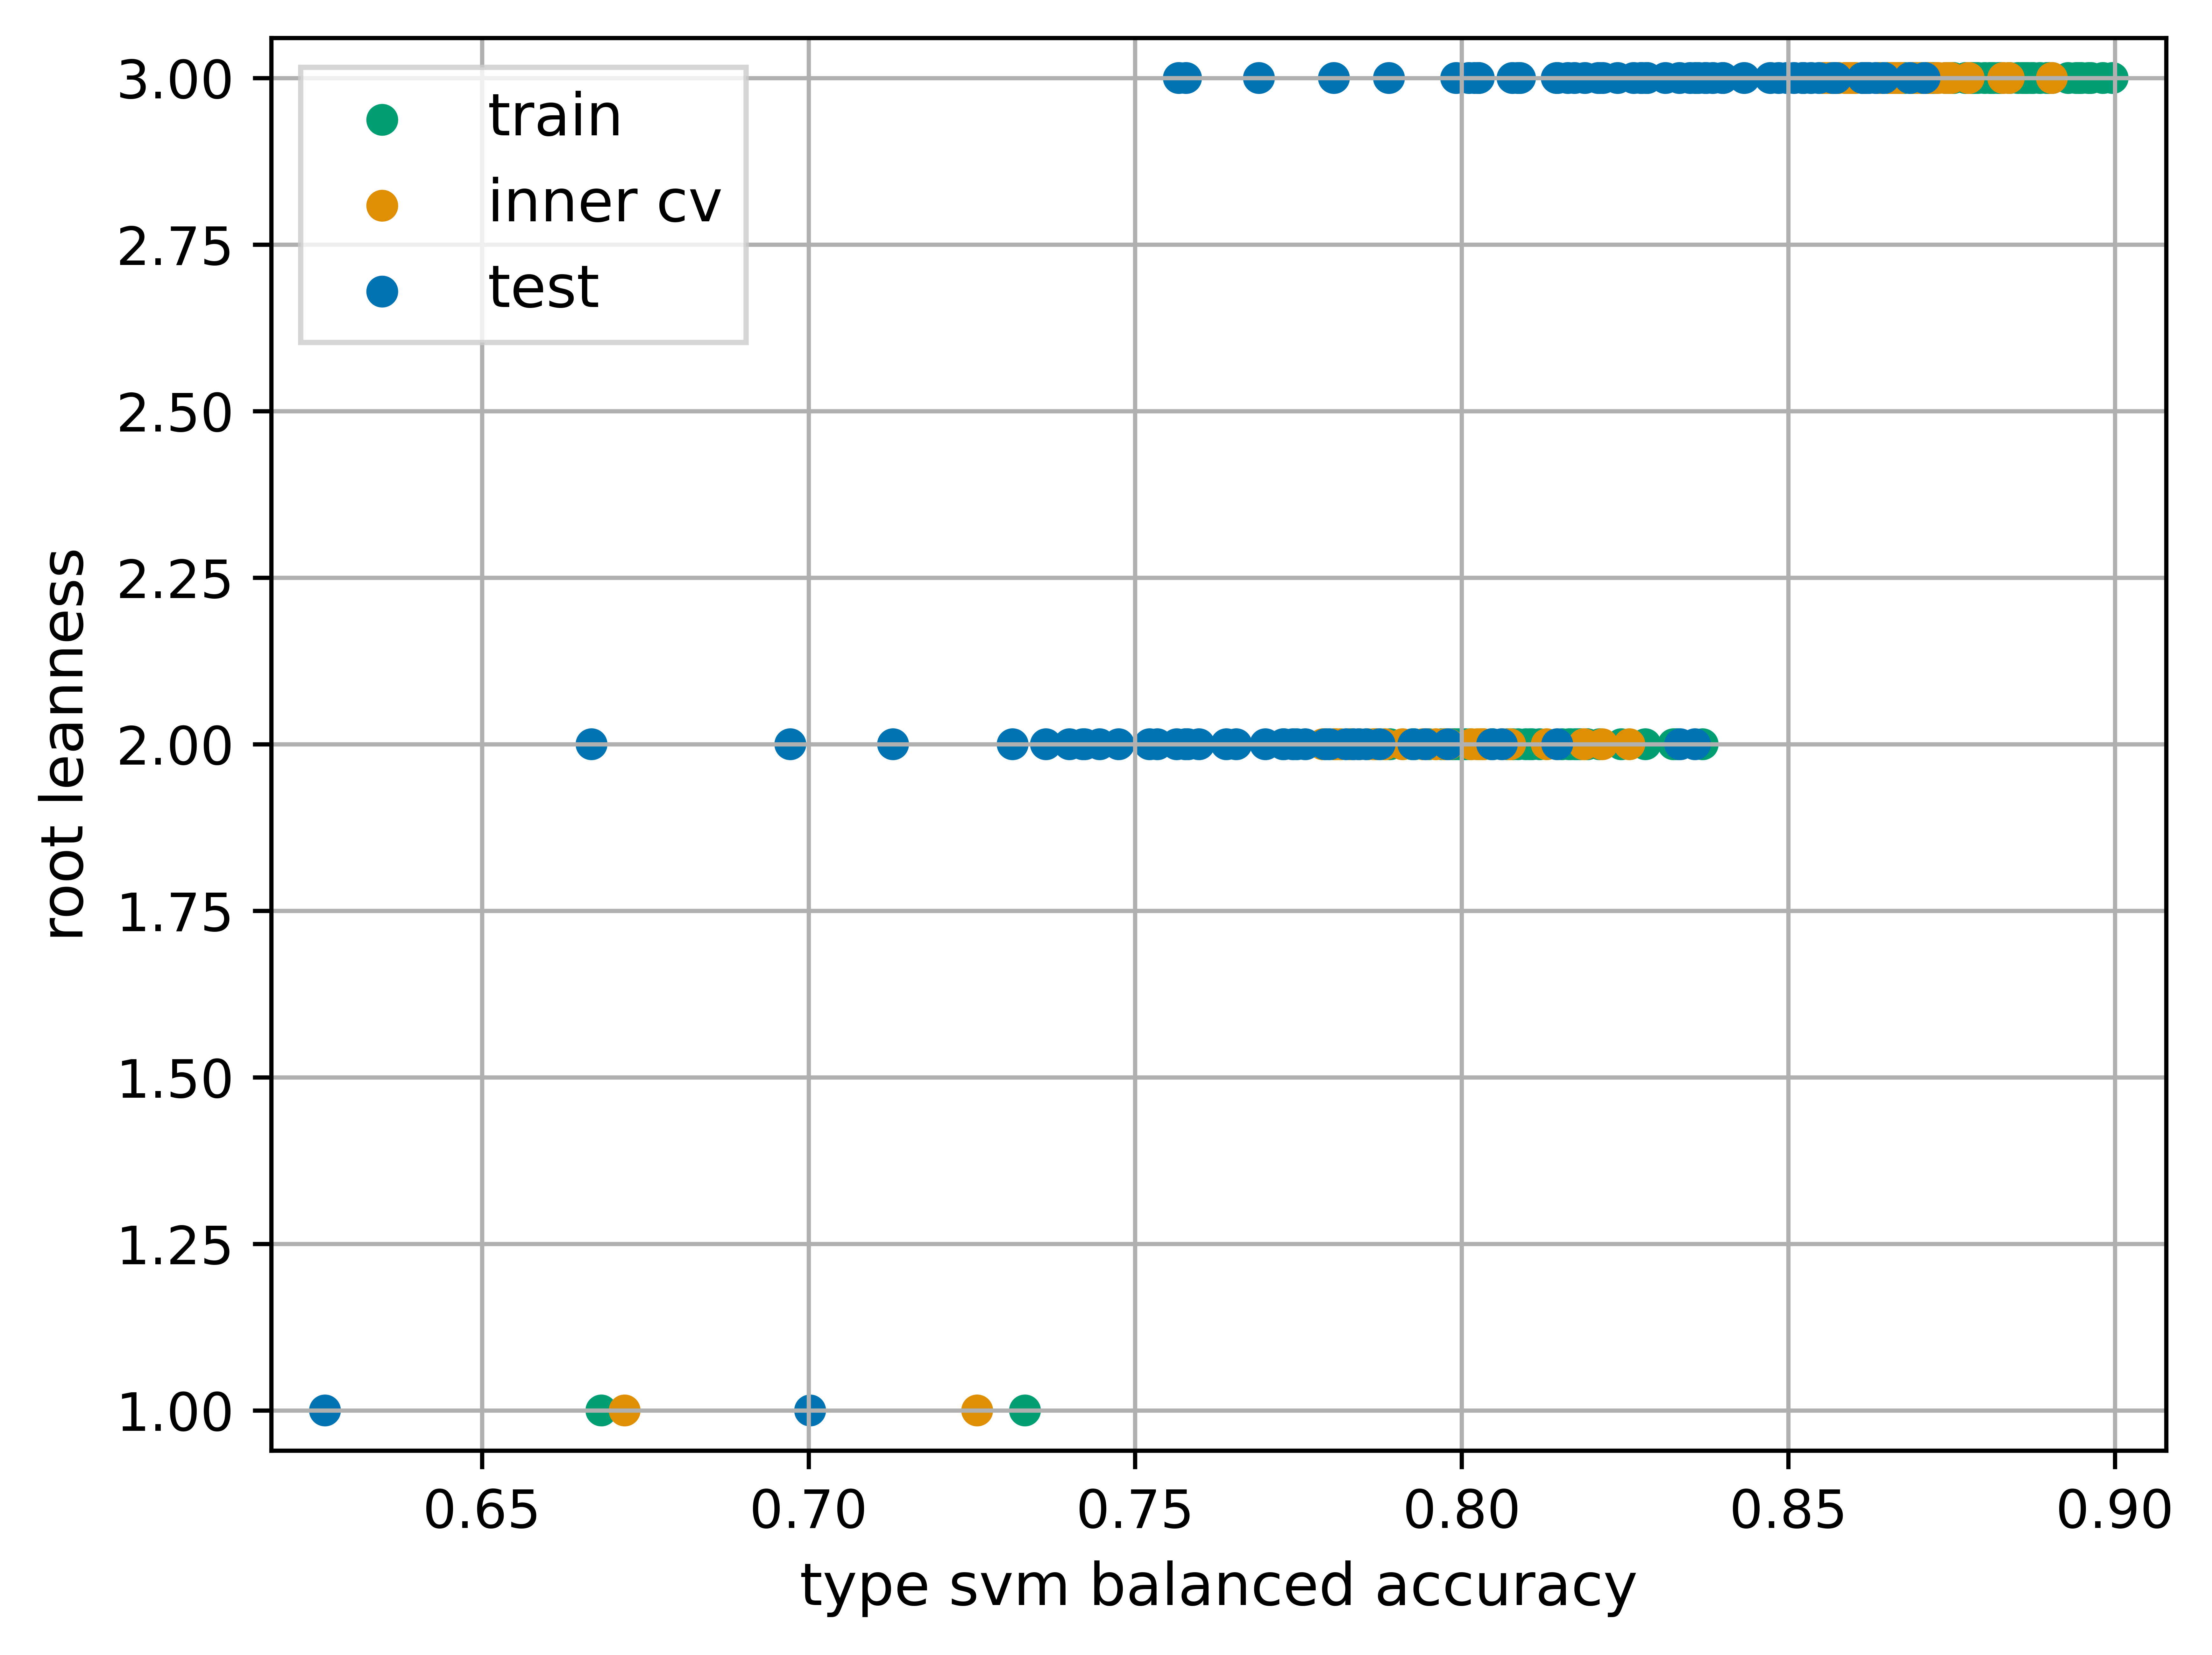 3.00
2.75
2.50
2.25
2.00
1.75
1.50
1.25
1.00
root leanness
train
inner cv
test
0.65 0.70 0.75 0.80 0.85 0.90
type svm balanced accuracy